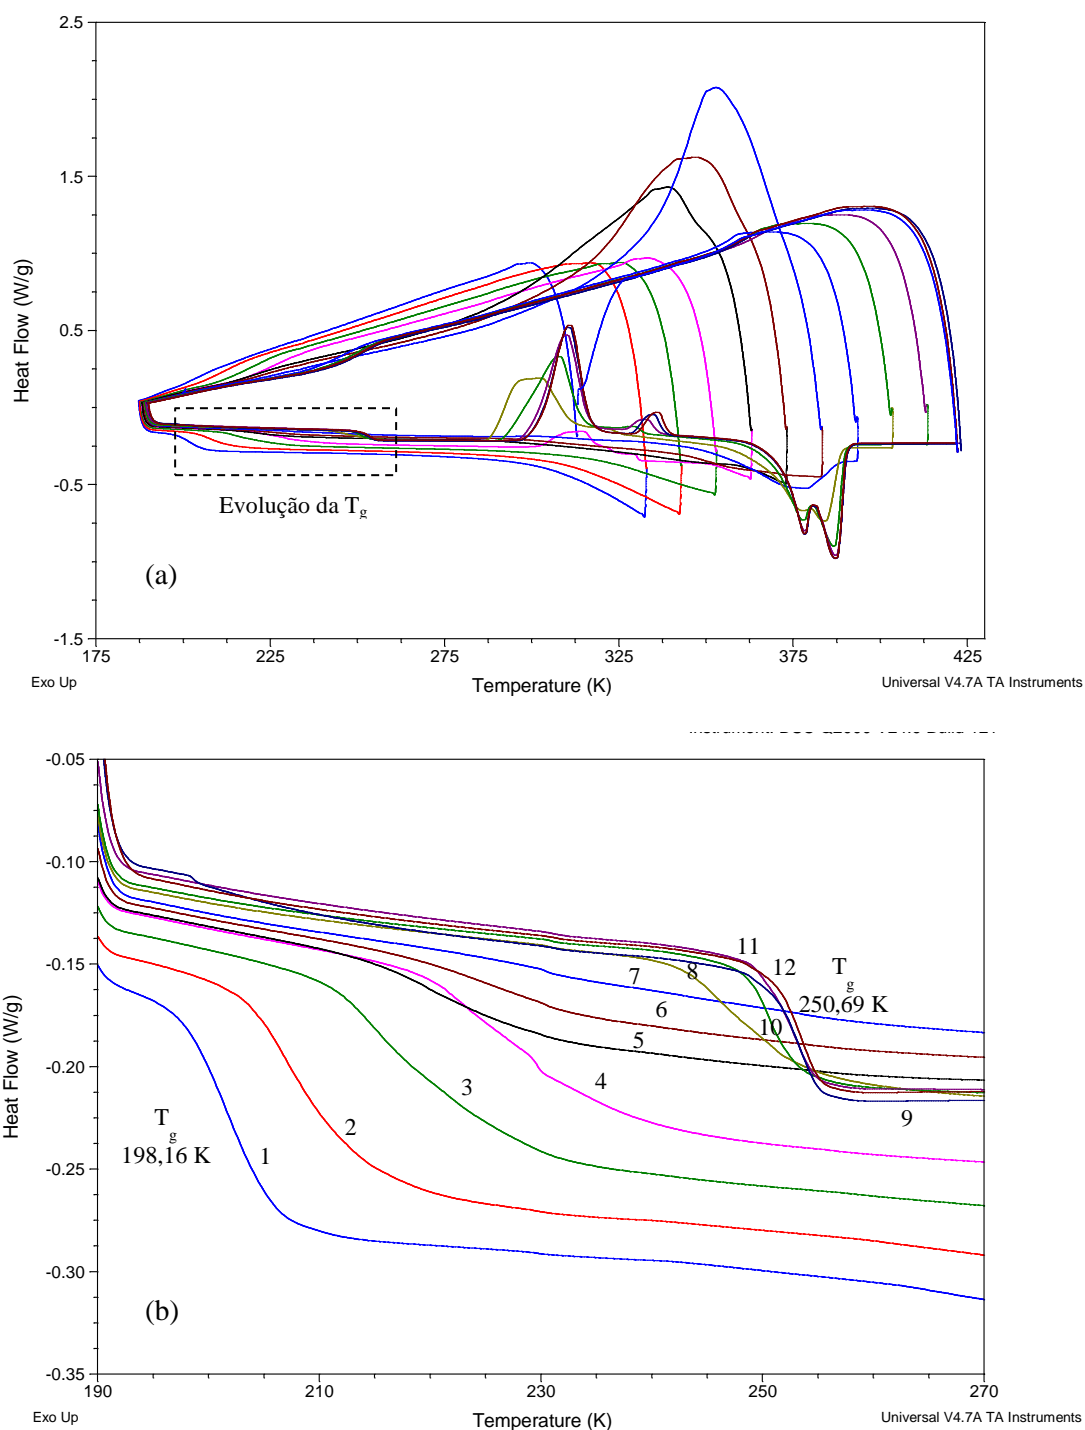 2.5
1.5
0.5
-0.5
-1.5
Heat Flow (W/g)
Evolução da Tg
(a)
175 225 275 325 375 425
Exo Up
Temperature (K)
Universal V4.7A TA Instruments
-0.05
-0.10
-0.15
-0.20
-0.25
-0.30
-0.35
Heat Flow (W/g)
11
12
Tg
250,69 K
8
7
6
10
5
4
3
9
2
Tg
198,16 K
1
(b)
190 210 230 250 270
Exo Up
Temperature (K)
Universal V4.7A TA Instruments